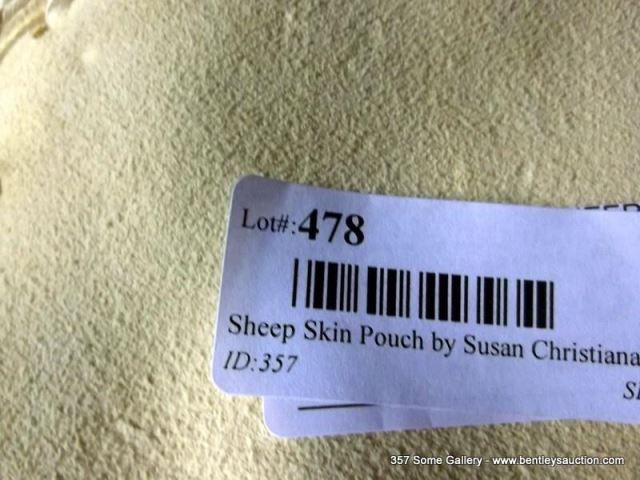 Lot#:478
Sheep Skin Pouch by Susan Christiana
ID:357
357 Some Gallery - www.bentleysauction.com